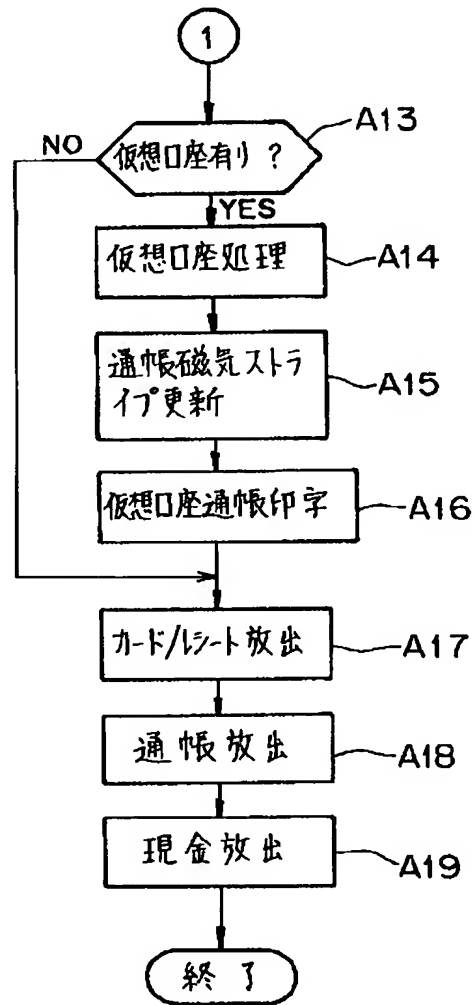 1
A13
NO
仮想口座有り?
YES
仮想口座処理
A14
通帳磁気ストラ
イプ更新
A15
仮想口座通帳印字
A16
カード/レシート放出
A17
通帳放出
A18
現金放出
A19
終了